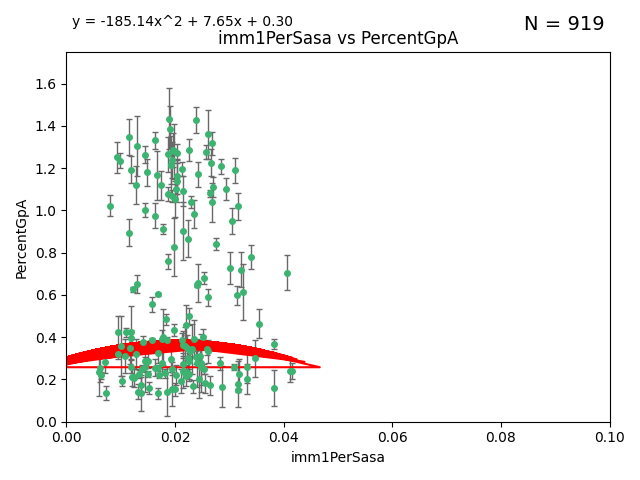 y = -185.14x^2 + 7.65x + 0.30
N = 919
imm1PerSasa vs PercentGpA
PercentGpA
1.6
1.4
1.2
1.0
0.8
0.6
0.4
0.2
0.0
0.00 0.02 0.04 0.06 0.08 0.10
imm1PerSasa